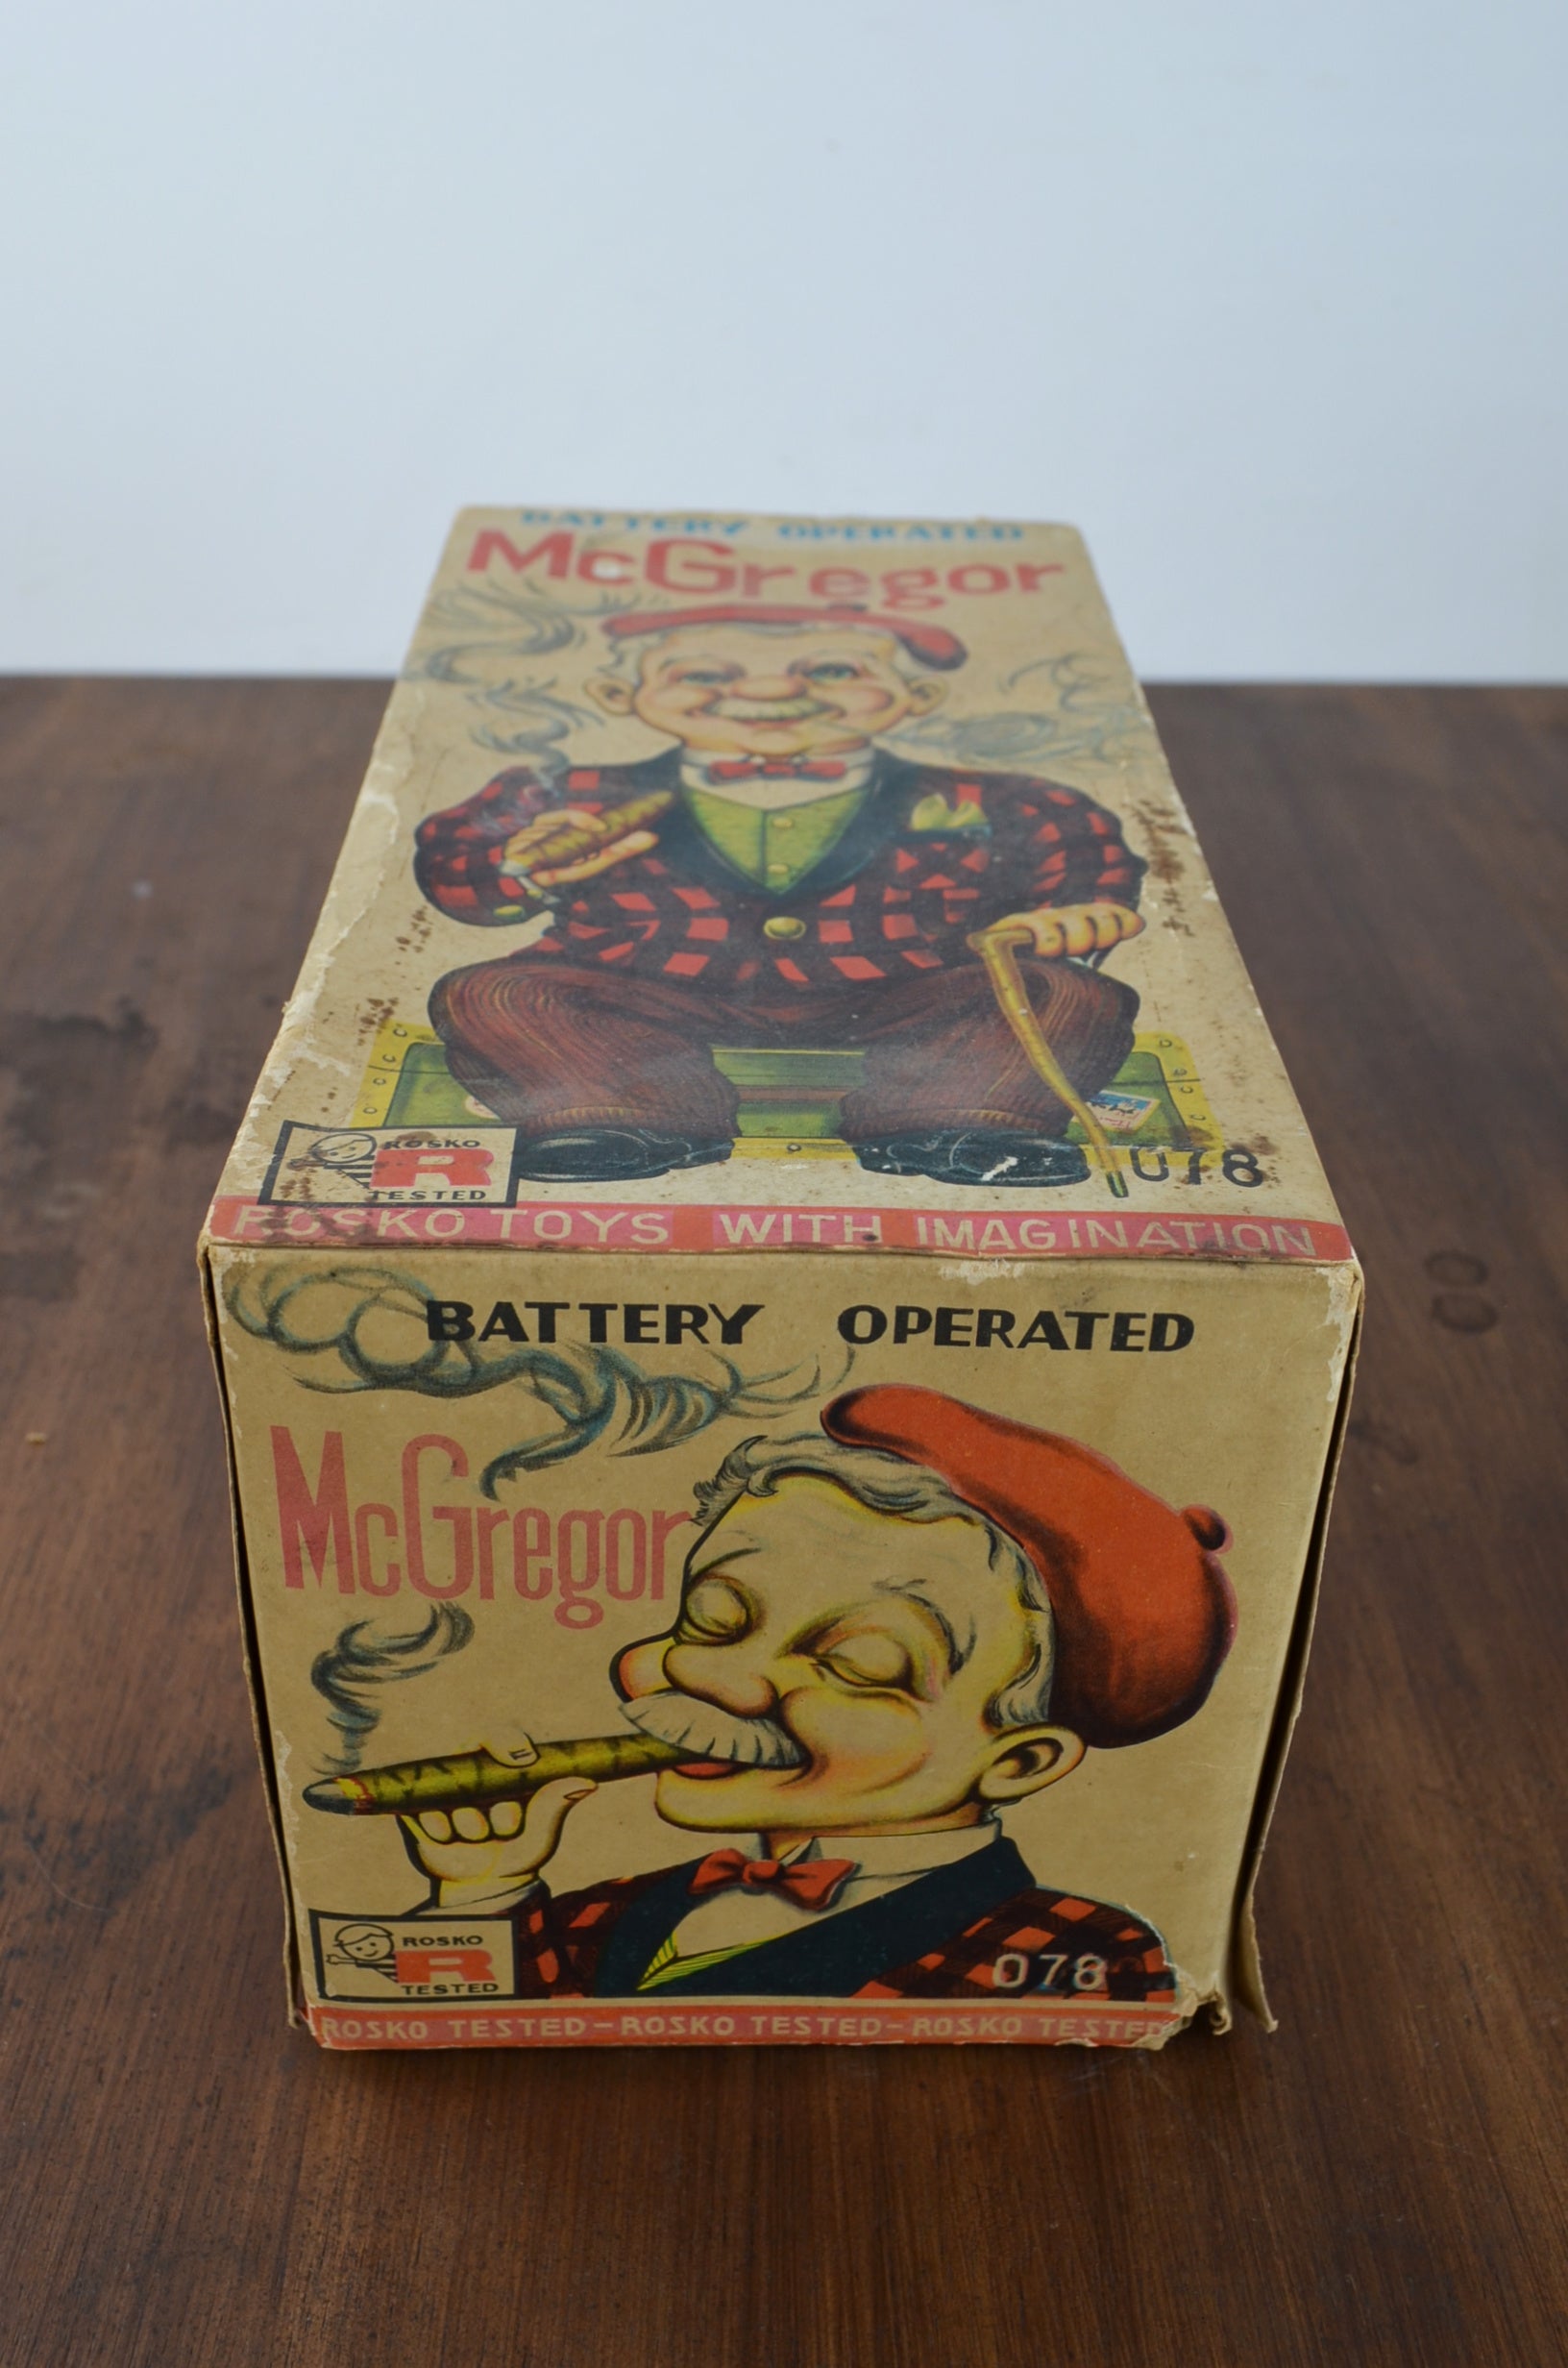 BATTERY OPERATED
McGregor
ROSKO
R
TESTED
078
ROSKO TOYS WITH IMAGINATION
BATTERY OPERATED
McGregor
ROSKO
R
TESTED
078
ROSKO TESTED-ROSKO TESTED-ROSKO TESTED